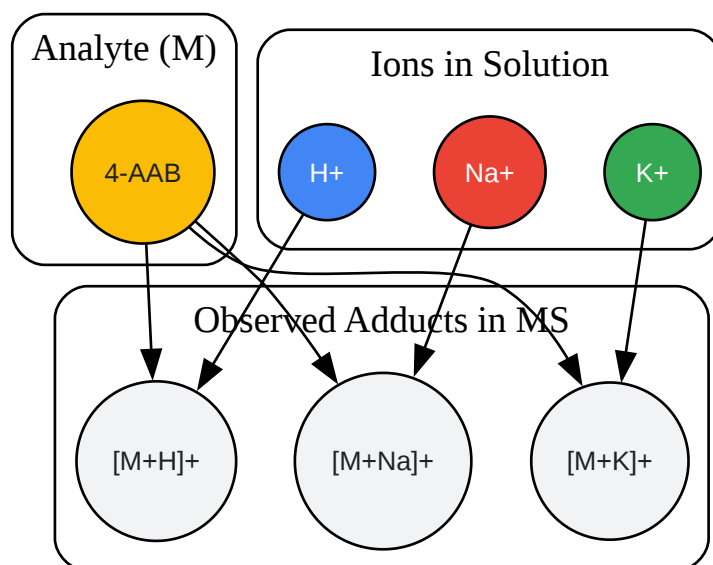 Analyte (M)
Ions in Solution
4-AAB
H+
Na+
K+
Observed Adducts in MS
[M+H]+
[M+Na]+
[M+K]+